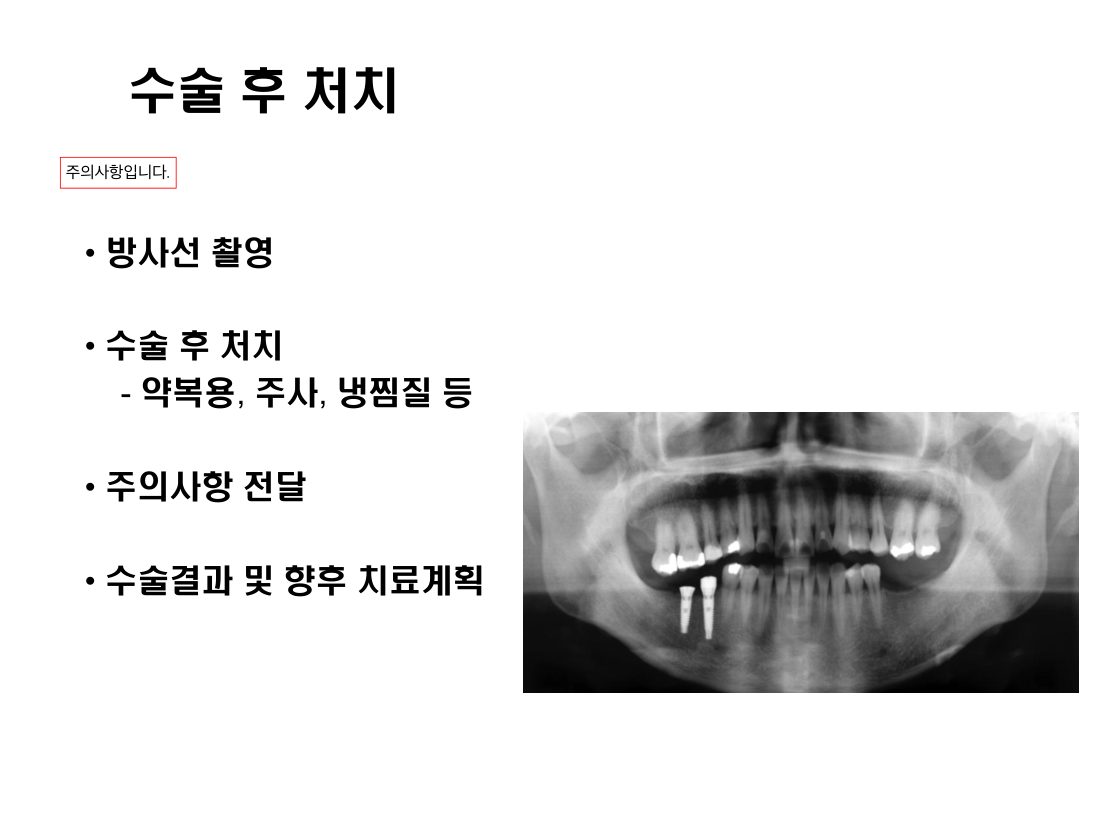 수술 후 처치
주의사항입니다.
• 방사선 촬영
• 수술 후 처치
- 약복용, 주사, 냉찜질 등
• 주의사항 전달
• 수술결과 및 향후 치료계획